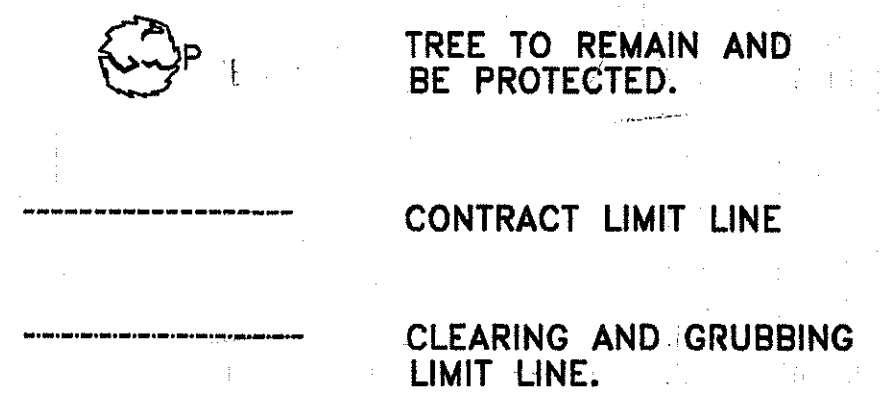 P TREE TO REMAIN AND
BE PROTECTED.
CONTRACT LIMIT LINE
CLEARING AND GRUBBING
LIMIT LINE.